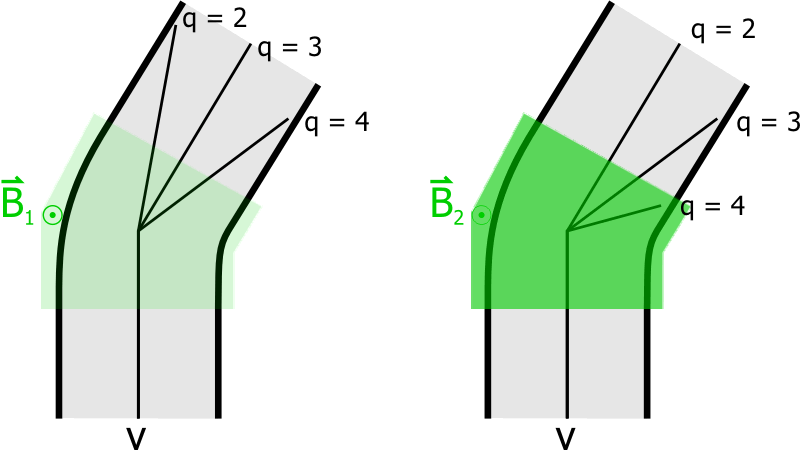 q = 2
q = 3
q = 4
B⃗₁
v
q = 2
q = 3
q = 4
B⃗₂
v